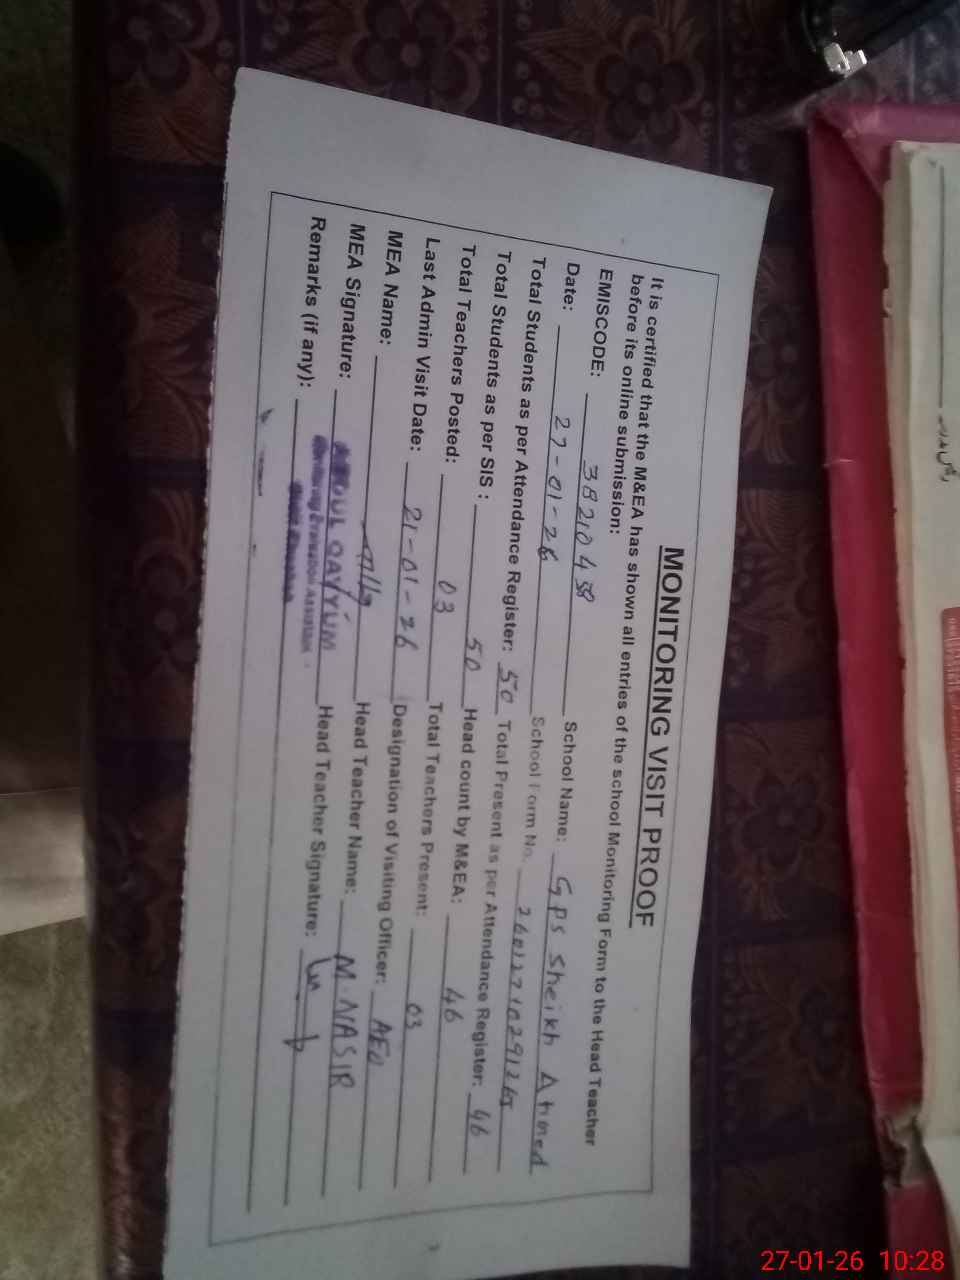 MONITORING VISIT PROOF
It is certified that the M&EA has shown all entries of the school Monitoring Form to the Head Teacher
before its online submission:
EMISCODE: 38210458 School Name: GPS Sheikh Ahmed
Date: 27-01-26 School Form No.
Total Students as per Attendance Register: 50 Total Present as per Attendance Register: 46
Total Students as per SIS : 50 Head count by M&EA: 46
Total Teachers Posted: 03 Total Teachers Present: 03
Last Admin Visit Date: 21-01-26 Designation of Visiting Officer: AEO
MEA Name: Head Teacher Name: M. NASIR
MEA Signature: Head Teacher Signature:
ABDUL QAYYUM
Monitoring Evaluation Assistant
Remarks (if any):
27-01-26 10:28